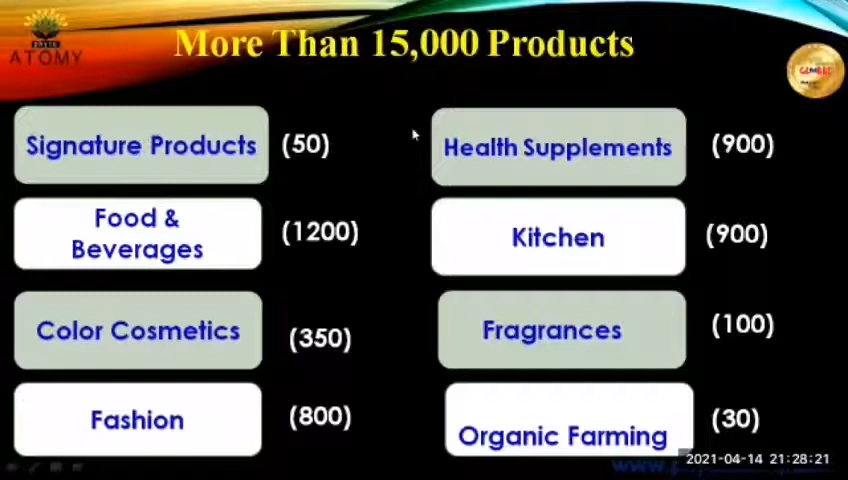 More Than 15,000 Products
PHYTO
ATOMY
Signature Products (50)
Health Supplements (900)
Food &
Beverages (1200)
Kitchen (900)
Color Cosmetics (350)
Fragrances (100)
Fashion (800)
Organic Farming (30)
2021-04-14 21:28:21